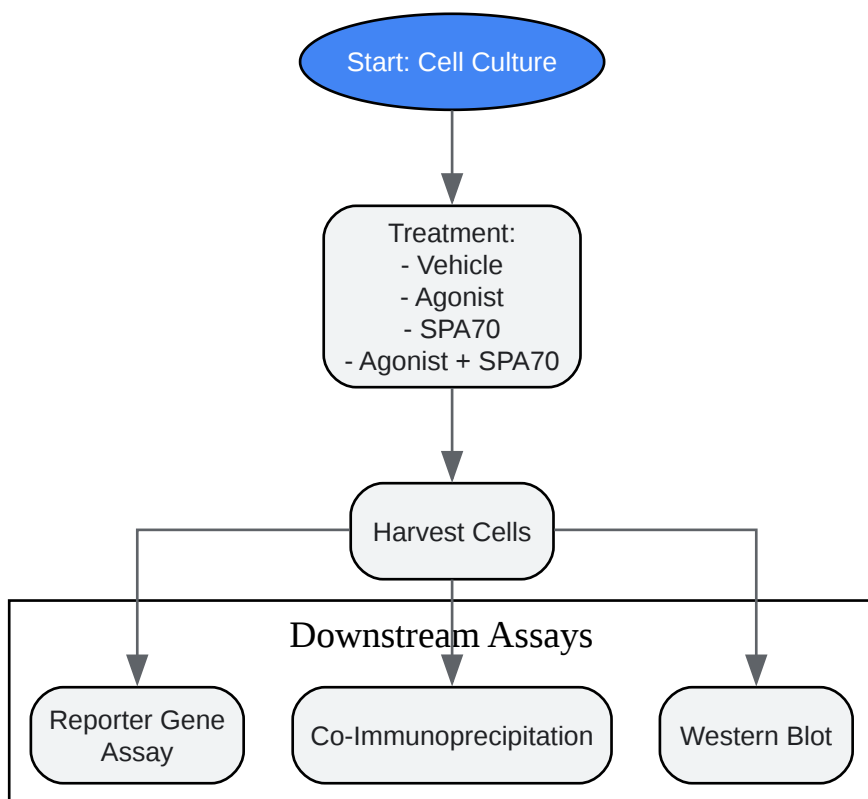 Start: Cell Culture
Treatment:
- Vehicle
- Agonist
- SPA70
- Agonist + SPA70
Harvest Cells
Downstream Assays
Reporter Gene
Assay
Co-Immunoprecipitation
Western Blot